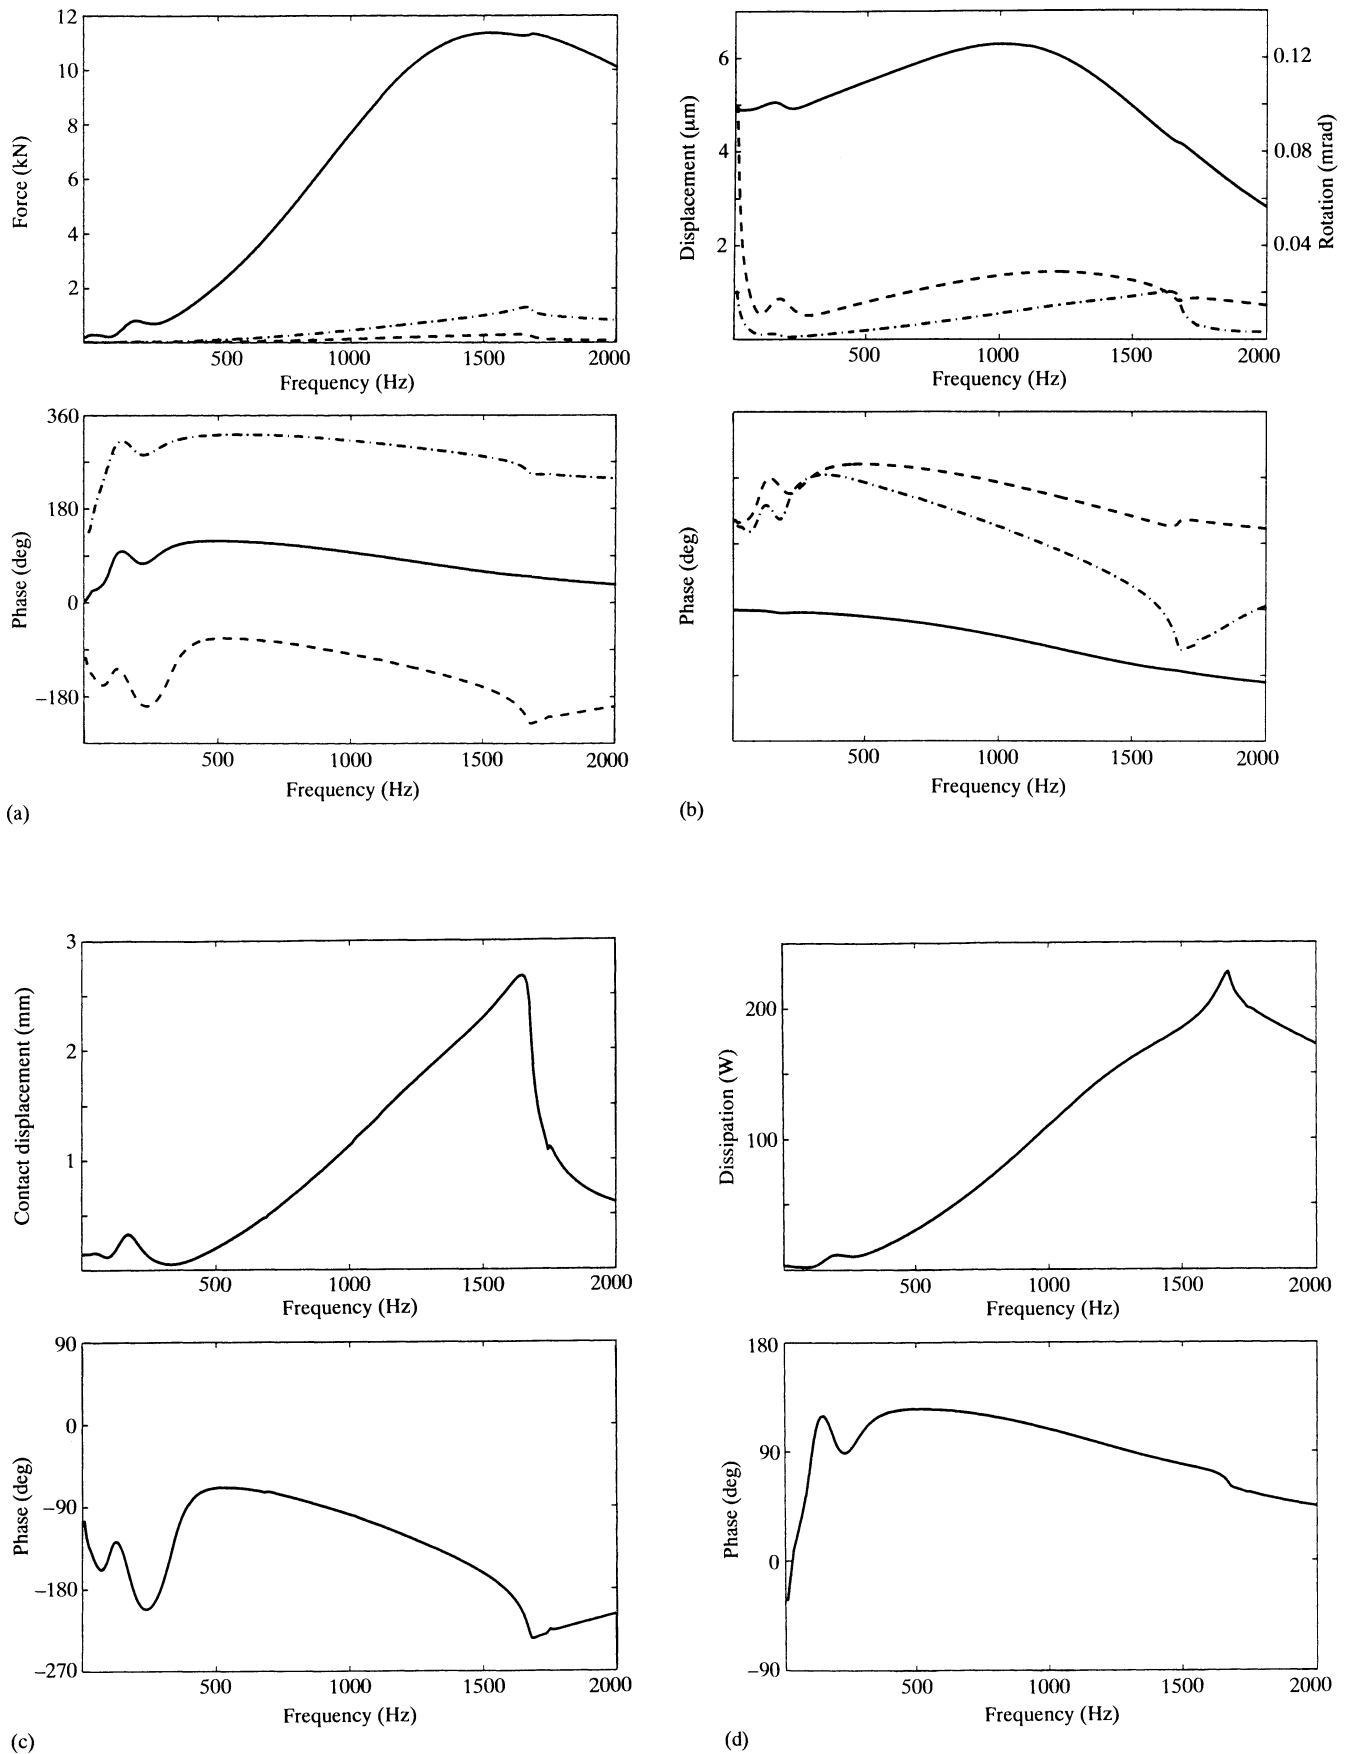 12
10
8
6
4
2
Force (kN)
500
1000
1500
2000
Frequency (Hz)
6
4
2
Displacement (μm)
0.12
0.08
0.04
Rotation (mrad)
500
1000
1500
2000
Frequency (Hz)
360
180
0
−180
Phase (deg)
500
1000
1500
2000
Frequency (Hz)
(a)
Phase (deg)
500
1000
1500
2000
Frequency (Hz)
(b)
3
2
1
Contact displacement (mm)
500
1000
1500
2000
Frequency (Hz)
200
100
Dissipation (W)
500
1000
1500
2000
Frequency (Hz)
90
0
−90
−180
−270
Phase (deg)
500
1000
1500
2000
Frequency (Hz)
(c)
180
90
0
−90
Phase (deg)
500
1000
1500
2000
Frequency (Hz)
(d)